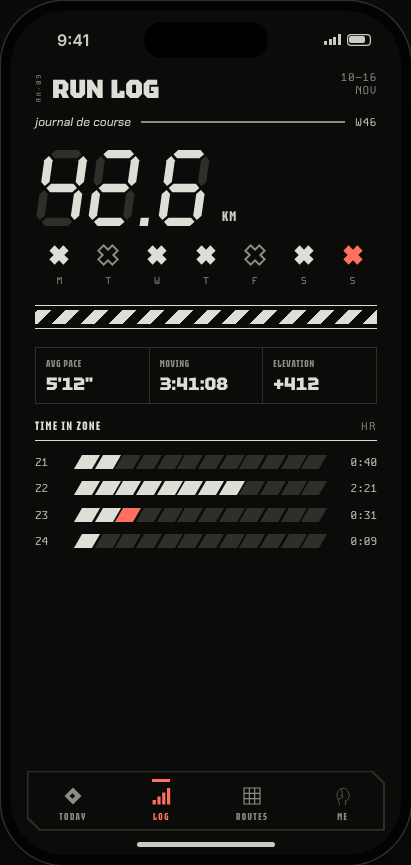 9:41
RUN LOG
10—16
NOV
journal de course
W46
42.6 KM
M T W T F S S
AVG PACE MOVING ELEVATION
5'12" 3:41:08 +412
TIME IN ZONE HR
Z1 0:40
Z2 2:21
Z3 0:31
Z4 0:09
TODAY LOG ROUTES ME